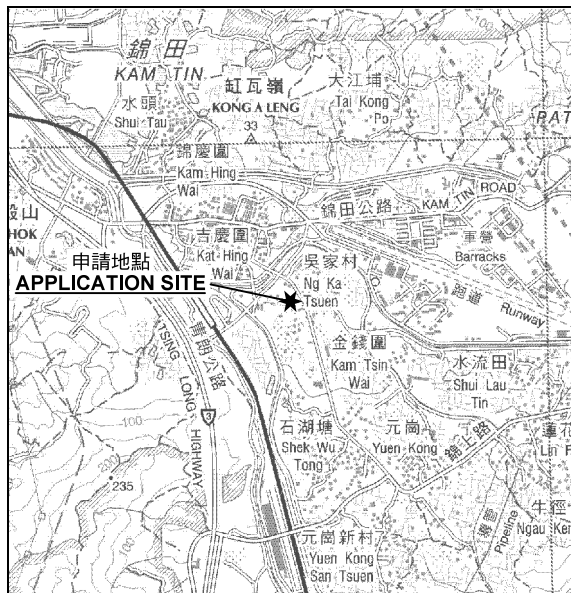 錦田
KAM TIN
水頭
Shui Tau
缸瓦嶺
KONG A LENG
33
大江埔
Tai Kong
Po
PAT
100
錦慶圍
Kam Hing
Wai
錦田公路
KAM TIN ROAD
軍營
Barracks
吉慶圍
Kat Hing
Wai
吳家村
Ng Ka
Tsuen
跑道
Runway
申請地點
APPLICATION SITE
青朗公路
TSING LONG HIGHWAY
金錢圍
Kam Tsin
Wai
水流田
Shui Lau
Tin
100
235
石湖塘
Shek Wu
Tong
元崗
Yuen Kong
錦上路
蓮花
Lin F
牛徑
Ngau Ken
Pipeline
元崗新村
Yuen Kong
San Tsuen